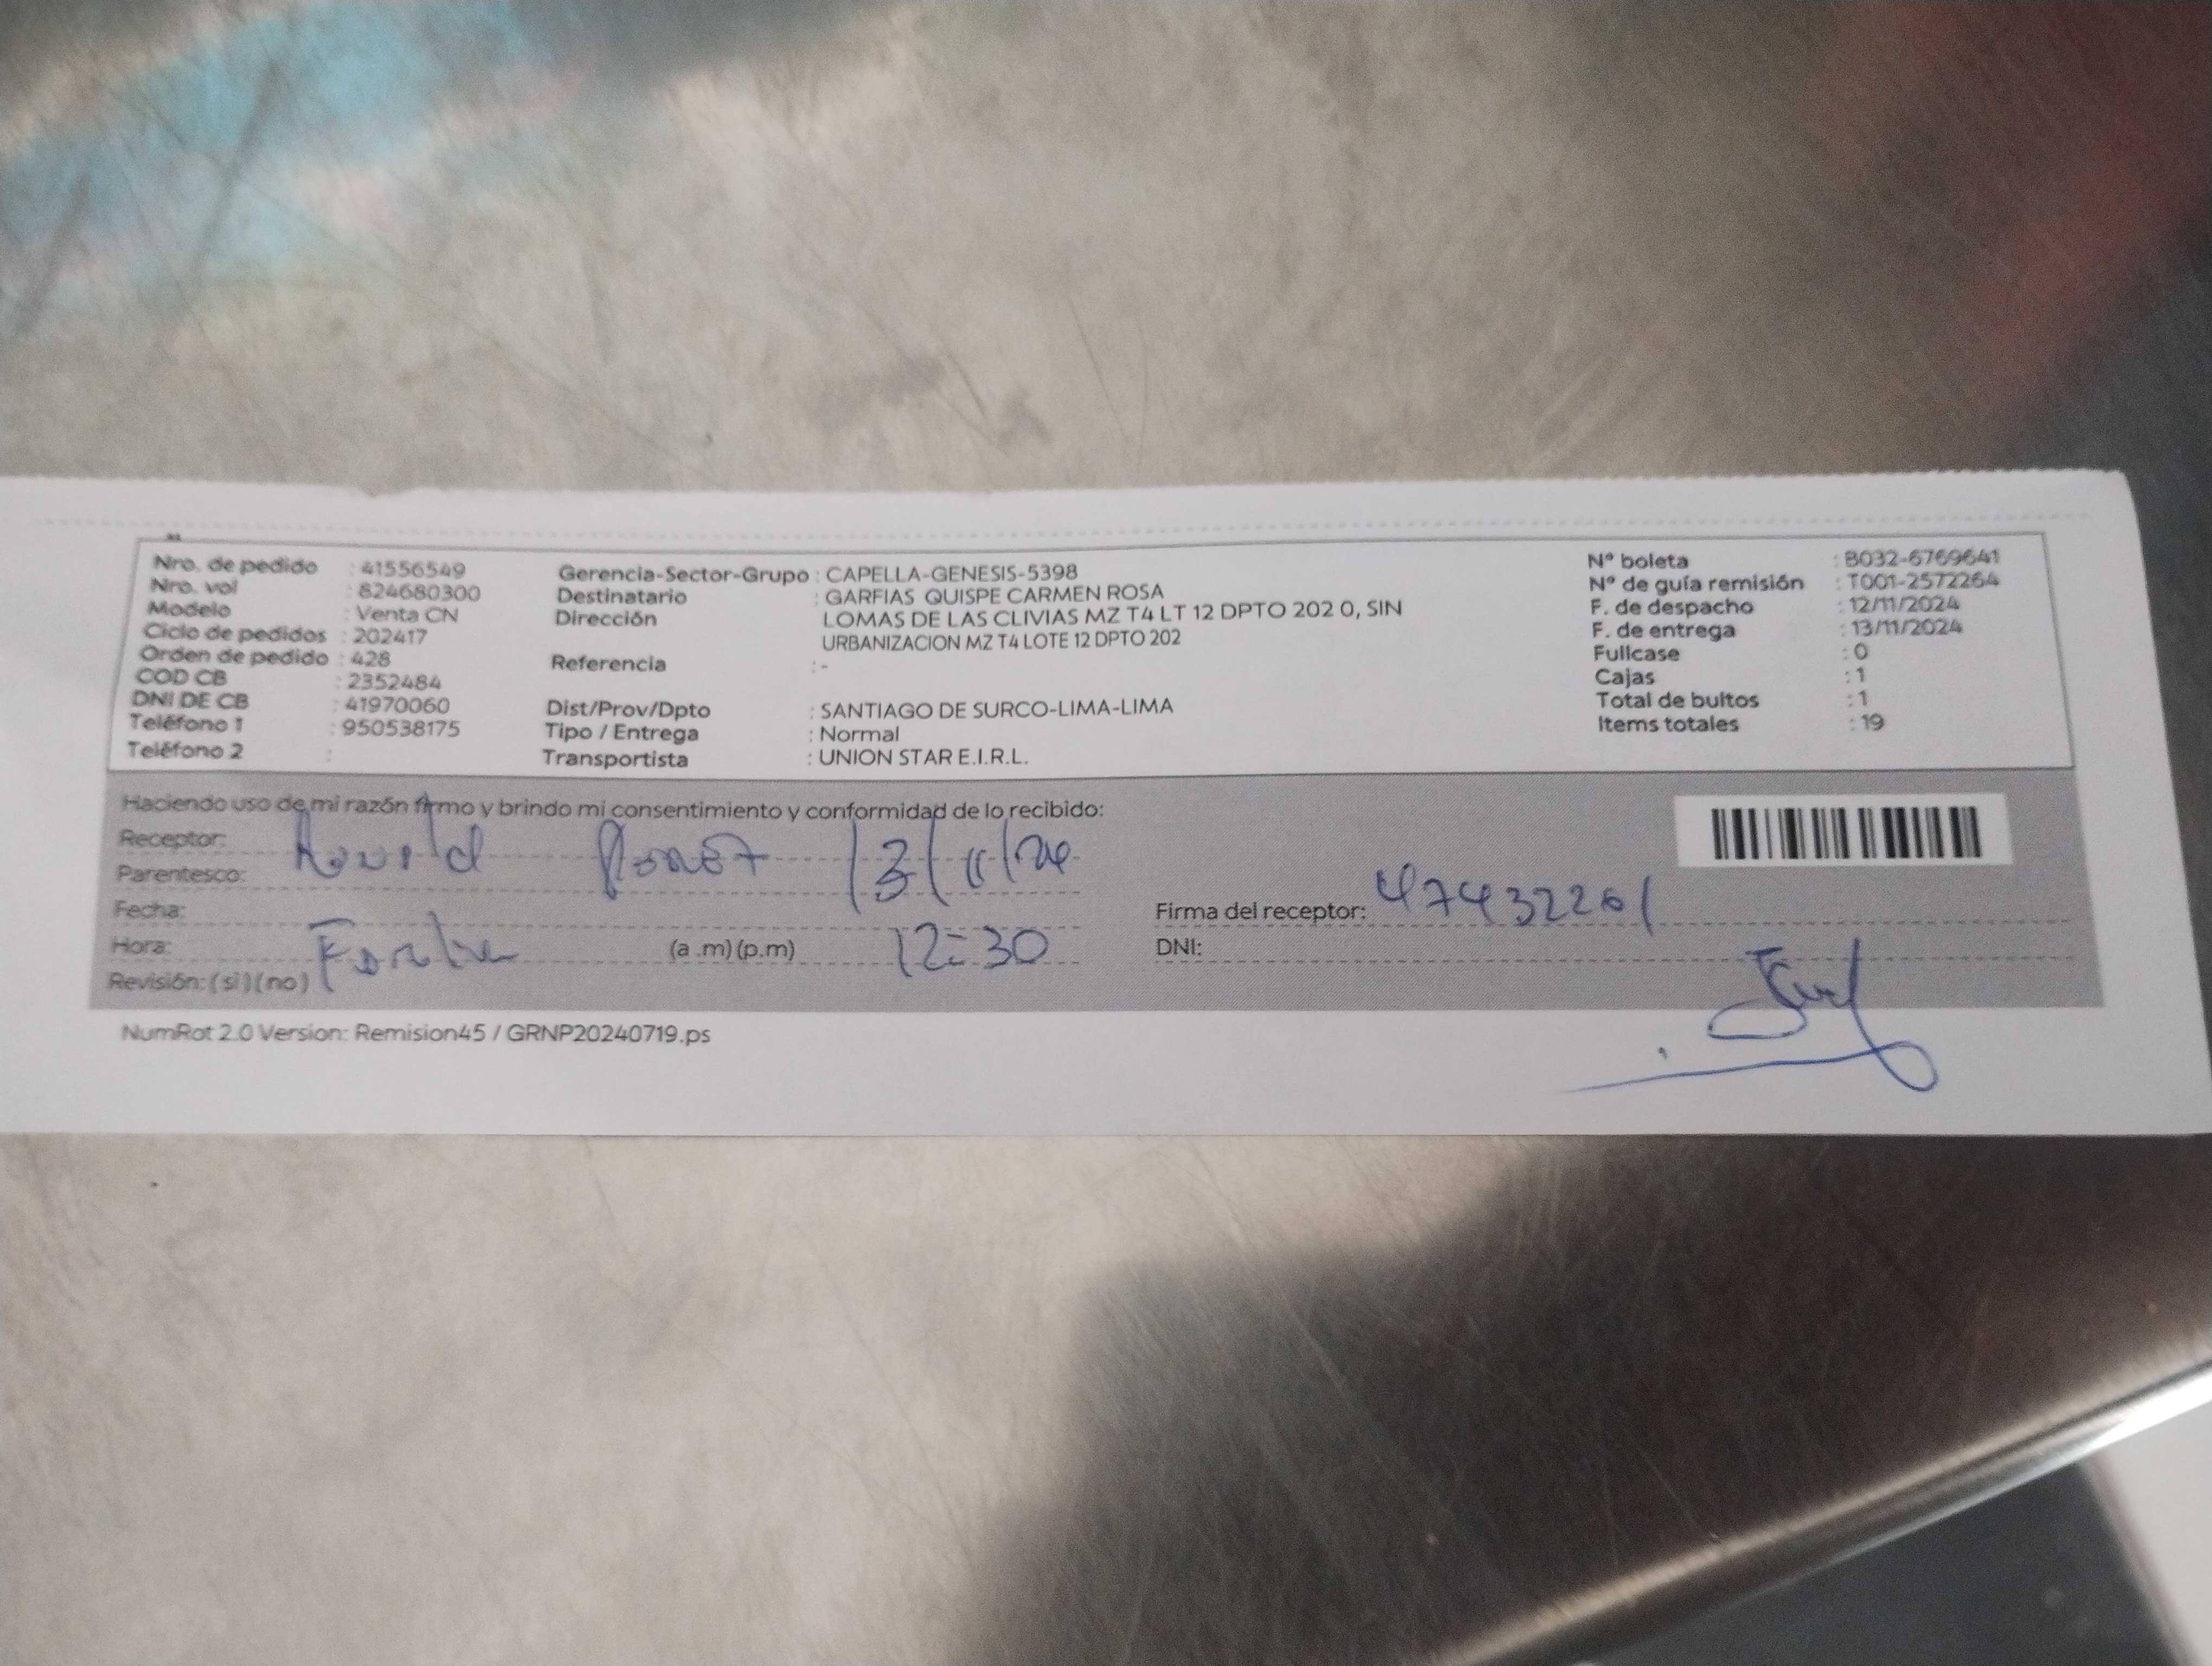 Nro. de pedido : 41556549
Nro. vol : 824680300
Modelo : Venta CN
Ciclo de pedidos : 202417
Orden de pedido : 428
COD CB : 2352484
DNI DE CB : 41970060
Teléfono 1 : 950538175
Teléfono 2 :
Gerencia-Sector-Grupo : CAPELLA-GENESIS-5398
Destinatario : GARFIAS QUISPE CARMEN ROSA
Dirección LOMAS DE LAS CLIVIAS MZ T4 LT 12 DPTO 202 0, SIN
URBANIZACION MZ T4 LOTE 12 DPTO 202
Referencia : -
Dist/Prov/Dpto : SANTIAGO DE SURCO-LIMA-LIMA
Tipo / Entrega : Normal
Transportista : UNION STAR E.I.R.L.
Nº boleta : B032-6769641
Nº de guía remisión : T001-2572264
F. de despacho : 12/11/2024
F. de entrega : 13/11/2024
Fullcase : 0
Cajas : 1
Total de bultos : 1
Items totales : 19
Haciendo uso de mi razón firmo y brindo mi consentimiento y conformidad de lo recibido:
Receptor: 13/11/24
Parentesco:
Fecha:
Hora: (a .m) (p.m) 12:30
Revisión: ( si ) ( no )
Firma del receptor: 47432201
DNI:
NumRot 2.0 Version: Remision45 / GRNP20240719.ps